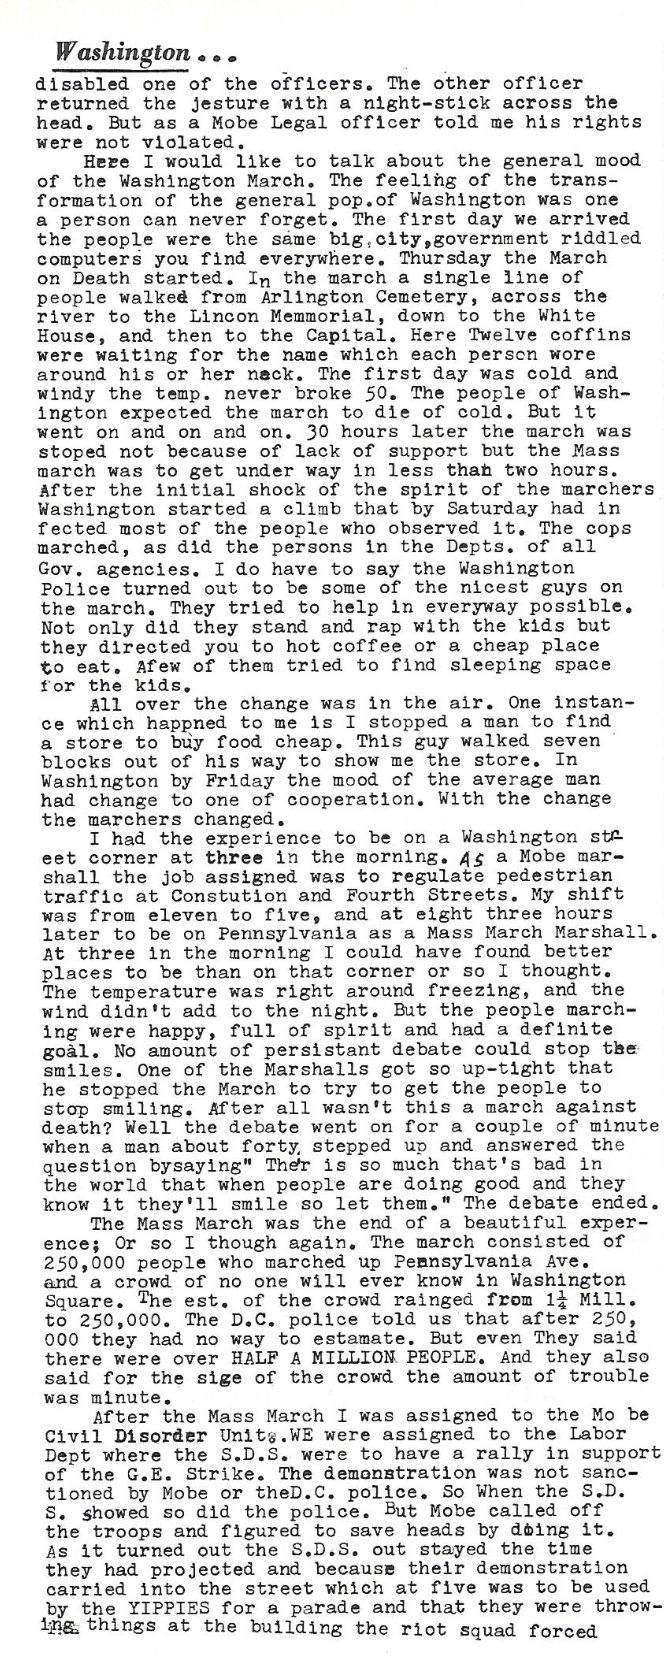 Washington...
disabled one of the officers. The other officer
returned the jesture with a night-stick across the
head. But as a Mobe Legal officer told me his rights
were not violated.
Here I would like to talk about the general mood
of the Washington March. The feeling of the trans-
formation of the general pop.of Washington was one
a person can never forget. The first day we arrived
the people were the same big,city,government riddled
computers you find everywhere. Thursday the March
on Death started. In the march a single line of
people walked from Arlington Cemetery, across the
river to the Lincon Memmorial, down to the White
House, and then to the Capital. Here Twelve coffins
were waiting for the name which each person wore
around his or her neck. The first day was cold and
windy the temp. never broke 50. The people of Wash-
ington expected the march to die of cold. But it
went on and on and on. 30 hours later the march was
stoped not because of lack of support but the Mass
march was to get under way in less than two hours.
After the initial shock of the spirit of the marchers
Washington started a climb that by Saturday had in
fected most of the people who observed it. The cops
marched, as did the persons in the Depts. of all
Gov. agencies. I do have to say the Washington
Police turned out to be some of the nicest guys on
the march. They tried to help in everyway possible.
Not only did they stand and rap with the kids but
they directed you to hot coffee or a cheap place
to eat. Afew of them tried to find sleeping space
for the kids.
All over the change was in the air. One instan-
ce which happned to me is I stopped a man to find
a store to buy food cheap. This guy walked seven
blocks out of his way to show me the store. In
Washington by Friday the mood of the average man
had change to one of cooperation. With the change
the marchers changed.
I had the experience to be on a Washington str-
eet corner at three in the morning. As a Mobe mar-
shall the job assigned was to regulate pedestrian
traffic at Constution and Fourth Streets. My shift
was from eleven to five, and at eight three hours
later to be on Pennsylvania as a Mass March Marshall.
At three in the morning I could have found better
places to be than on that corner or so I thought.
The temperature was right around freezing, and the
wind didn't add to the night. But the people march-
ing were happy, full of spirit and had a definite
goal. No amount of persistant debate could stop the
smiles. One of the Marshalls got so up-tight that
he stopped the March to try to get the people to
stop smiling. After all wasn't this a march against
death? Well the debate went on for a couple of minute
when a man about forty, stepped up and answered the
question bysaying" Ther is so much that's bad in
the world that when people are doing good and they
know it they'll smile so let them." The debate ended.
The Mass March was the end of a beautiful exper-
ence; Or so I though again. The march consisted of
250,000 people who marched up Pennsylvania Ave.
and a crowd of no one will ever know in Washington
Square. The est. of the crowd rainged from 1¼ Mill.
to 250,000. The D.C. police told us that after 250,
000 they had no way to estamate. But even They said
there were over HALF A MILLION PEOPLE. And they also
said for the sige of the crowd the amount of trouble
was minute.
After the Mass March I was assigned to the Mo be
Civil Disorder Units.WE were assigned to the Labor
Dept where the S.D.S. were to have a rally in support
of the G.E. Strike. The demonstration was not sanc-
tioned by Mobe or theD.C. police. So When the S.D.
S. showed so did the police. But Mobe called off
the troops and figured to save heads by doing it.
As it turned out the S.D.S. out stayed the time
they had projected and because their demonstration
carried into the street which at five was to be used
by the YIPPIES for a parade and that they were throw-
ing things at the building the riot squad forced